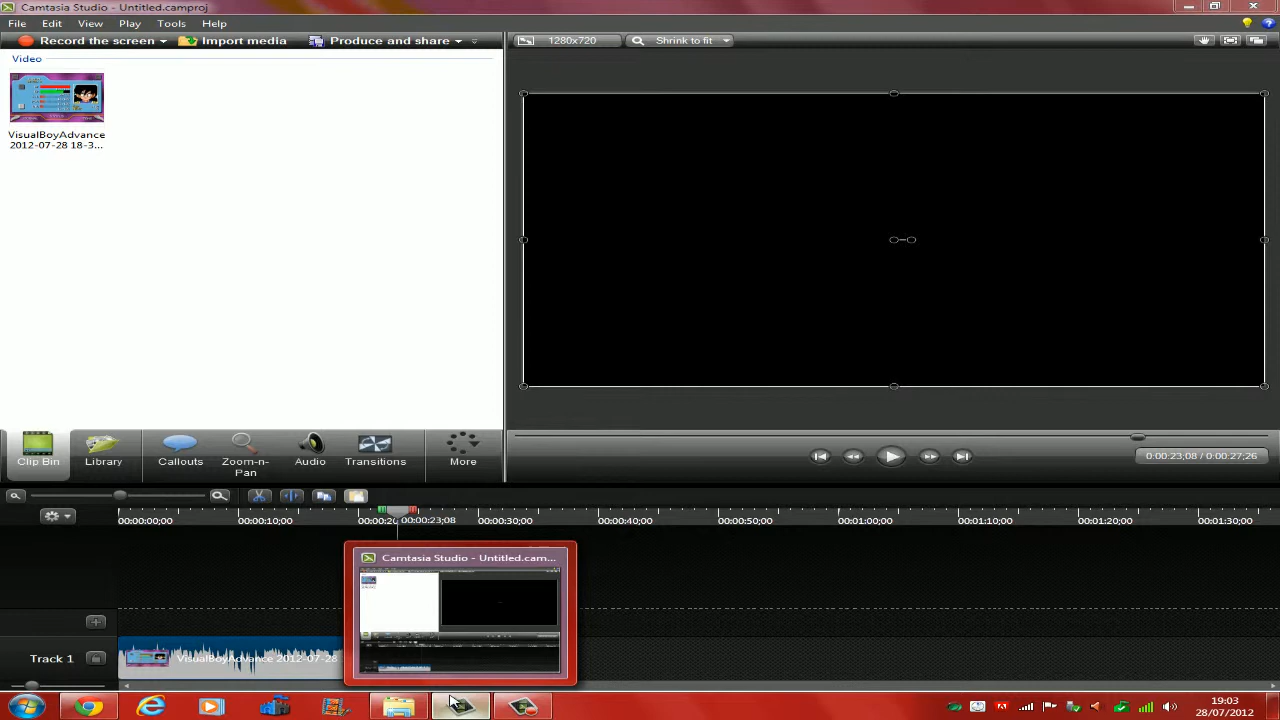 Camtasia Studio - Untitled.camproj
File Edit View Play Tools Help
Record the screen Import media Produce and share 1280x720 Shrink to fit
Video
VisualBoyAdvance
2012-07-28 18-3...
Clip Bin Library Callouts Zoom-n-Pan Audio Transitions More
0:00:23;08 / 0:00:27;26
00:00:00;00 00:00:10;00 00:00:2 00:00:23;08 00:00:30;00 00:00:40;00 00:00:50;00 00:01:00;00 00:01:10;00 00:01:20;00 00:01:30;00
Camtasia Studio - Untitled.cam...
Track 1 VisualBoyAdvance 2012-07-28
19:03
28/07/2012